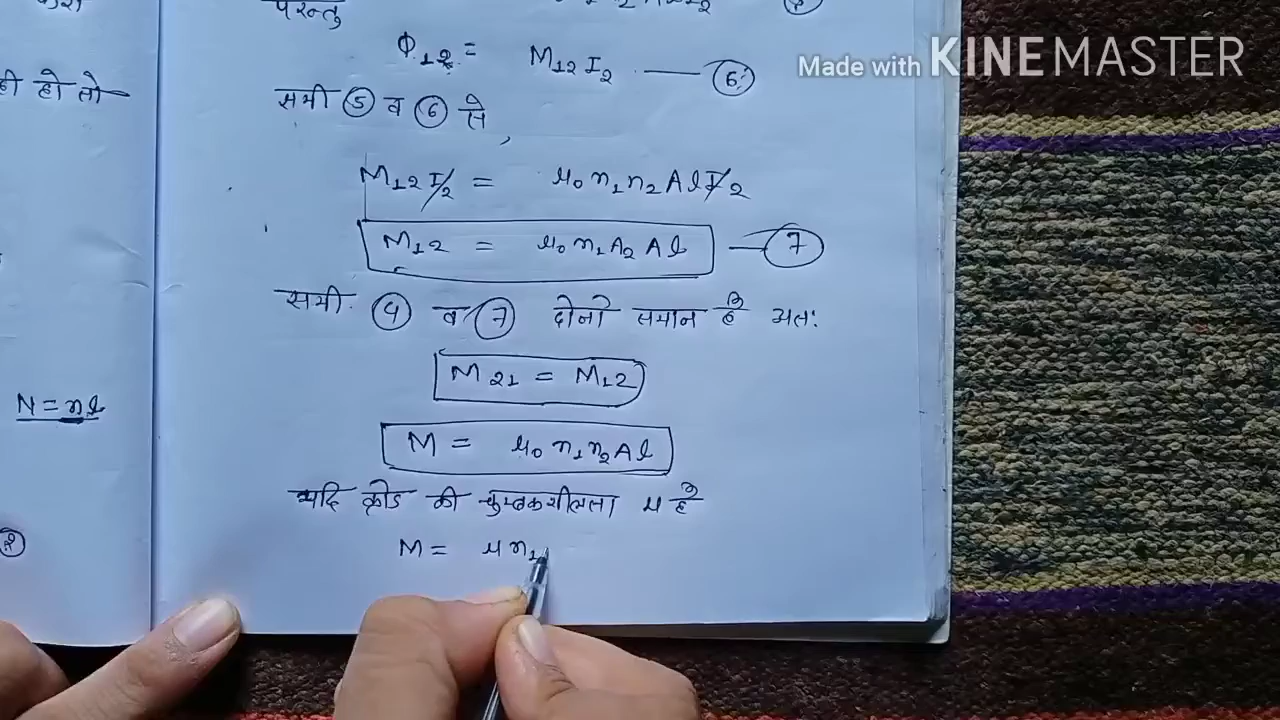 परन्तु
Φ₁₂ = M₁₂ I₂ —— (6)
समी (5) व (6) से,
M₁₂ I₂ = μ₀ n₁ n₂ A l I₂
M₁₂ = μ₀ n₁ A₂ A l —— (7)
समी. (4) व (7) दोनो समान है अतः
M₂₁ = M₁₂
M = μ₀ n₁ n₂ A l
यदि क्रोड की चुम्बकशीलता μ है
M = μ n₁
ही हो तो
N = nl
Made with KINEMASTER